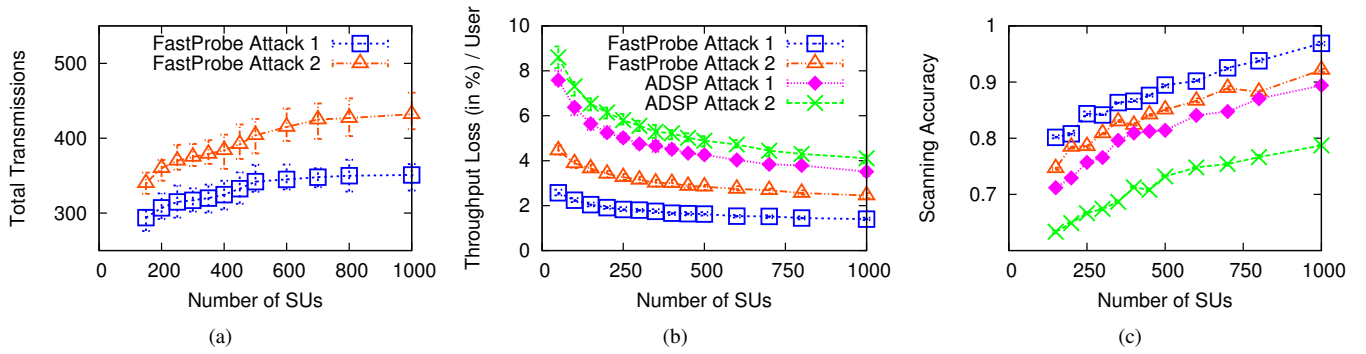 Total Transmissions
500
400
300
0
200
400
600
800
1000
Number of SUs
FastProbe Attack 1
FastProbe Attack 2
(a)
Throughput Loss (in %) / User
10
8
6
4
2
0
0
250
500
750
1000
Number of SUs
FastProbe Attack 1
FastProbe Attack 2
ADSP Attack 1
ADSP Attack 2
(b)
Scanning Accuracy
1
0.9
0.8
0.7
0
250
500
750
1000
Number of SUs
(c)